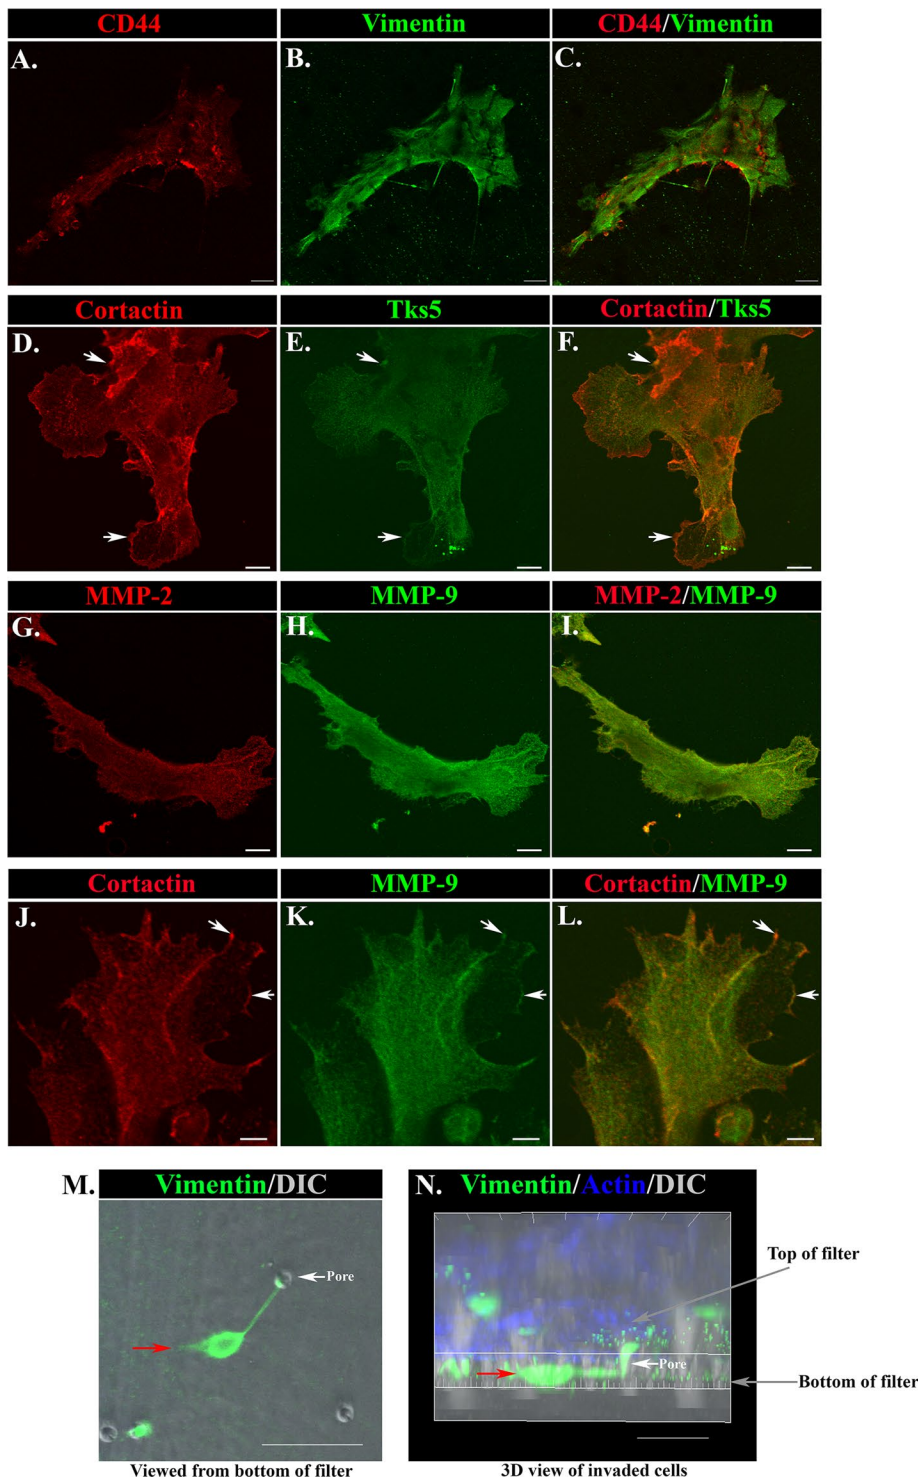 CD44 Vimentin CD44/Vimentin
A. B. C.
Cortactin Tks5 Cortactin/Tks5
D. E. F.
MMP-2 MMP-9 MMP-2/MMP-9
G. H. I.
Cortactin MMP-9 Cortactin/MMP-9
J. K. L.
M. Vimentin/DIC
Pore
Viewed from bottom of filter
N. Vimentin/Actin/DIC
Top of filter
Pore
Bottom of filter
3D view of invaded cells